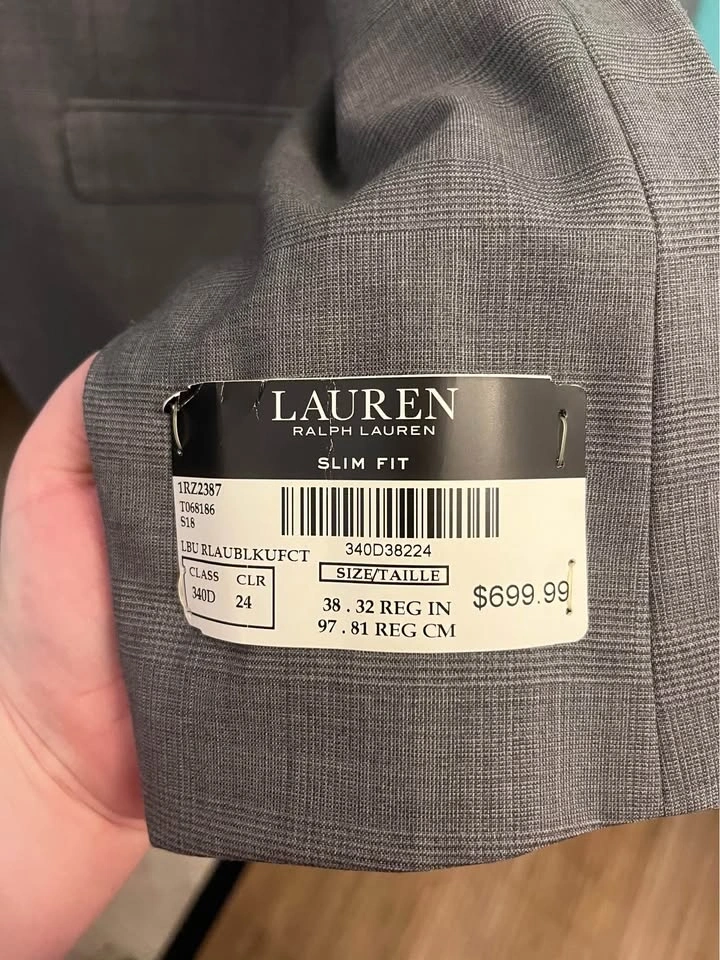 LAUREN
RALPH LAUREN
SLIM FIT
1RZ2387
T068186
S18
LBU RLAUBLKUFCT
340D38224
CLASS CLR
340D 24
SIZE/TAILLE
38 . 32 REG IN
97 . 81 REG CM
$699.99